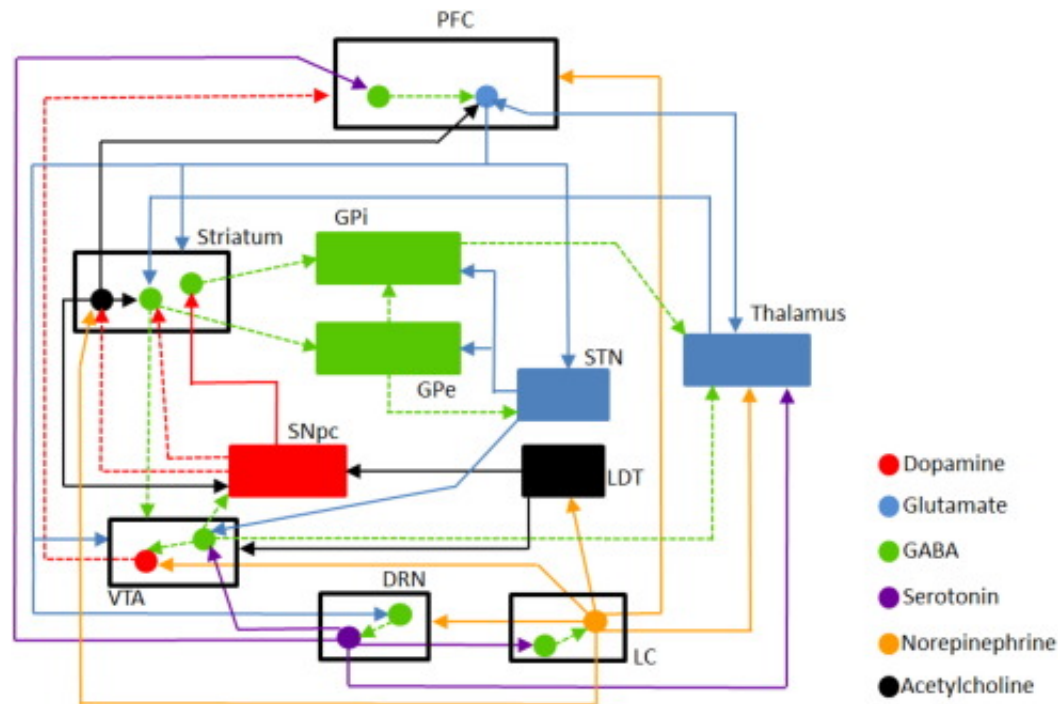 PFC
GPi
Striatum
Thalamus
STN
GPe
SNpc
LDT
Dopamine
Glutamate
GABA
DRN
VTA
Serotonin
Norepinephrine
LC
Acetylcholine